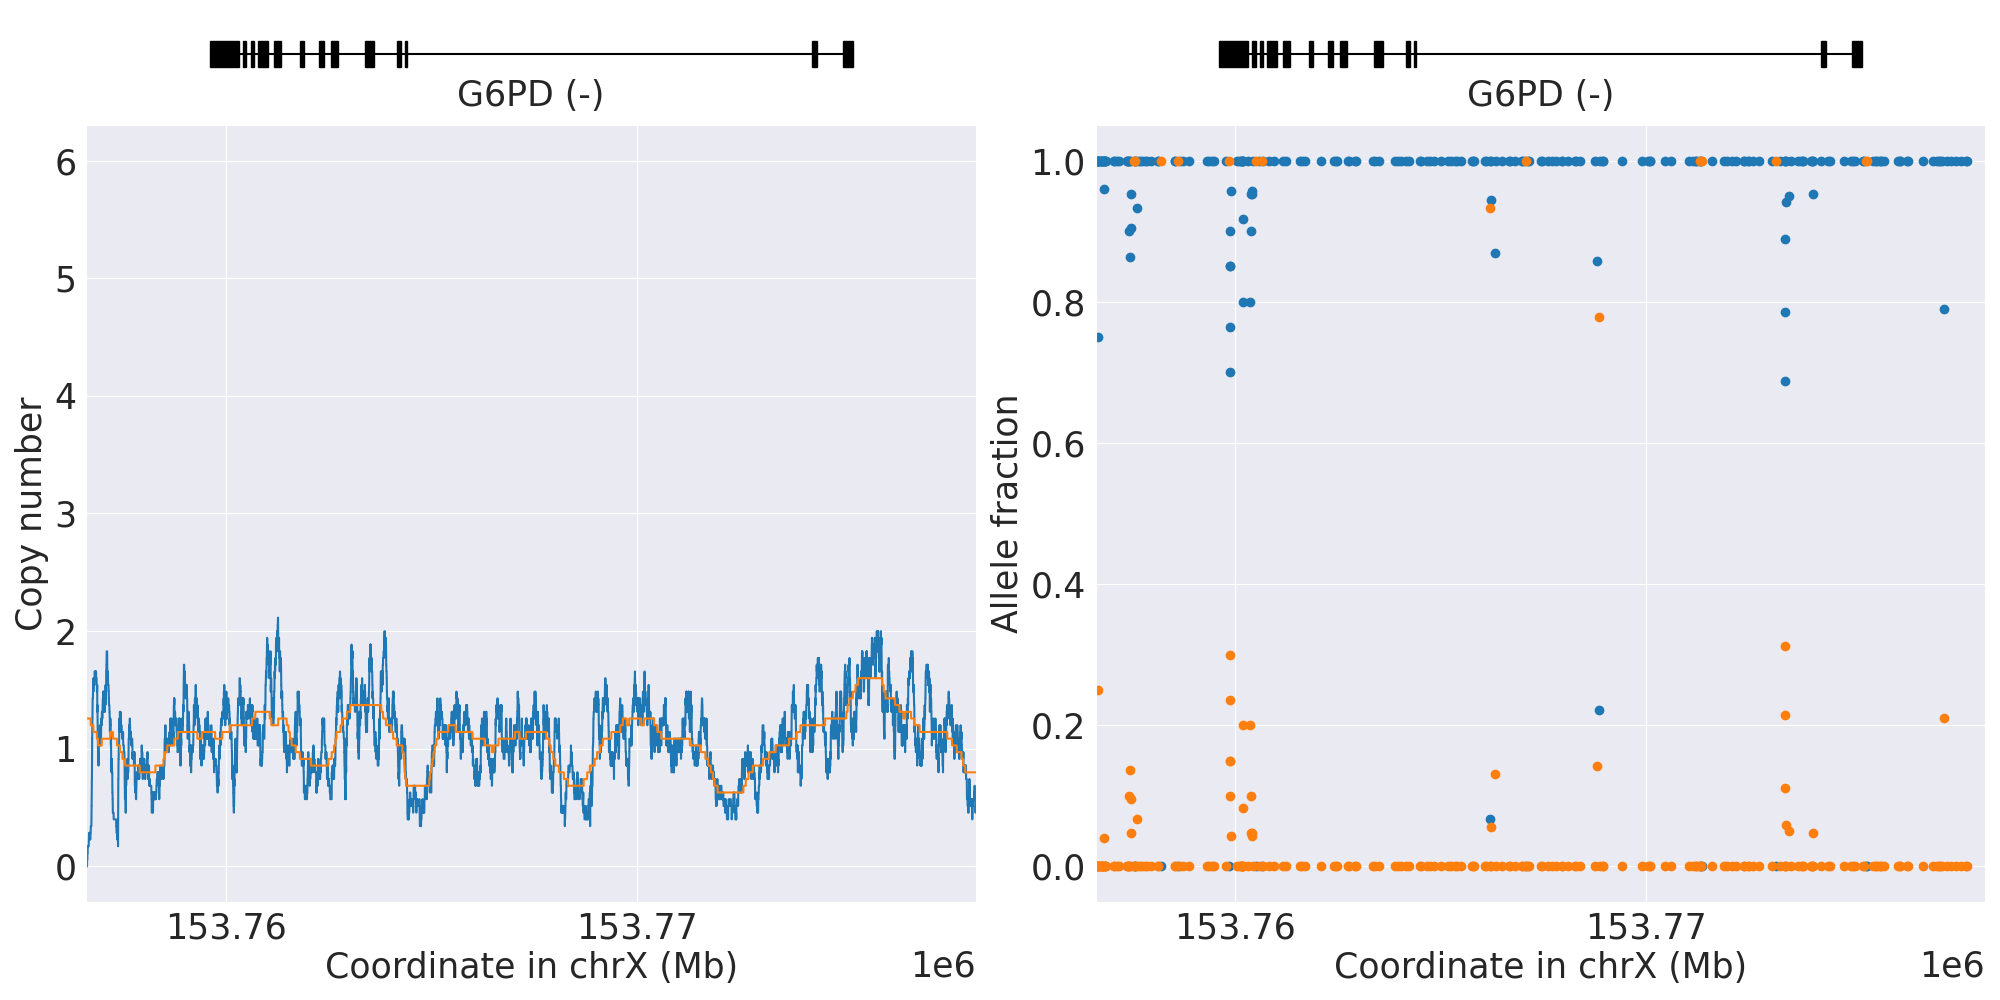 G6PD (-)
6
5
4
3
2
1
0
Copy number
153.76
153.77
Coordinate in chrX (Mb)
1e6
G6PD (-)
1.0
0.8
0.6
0.4
0.2
0.0
Allele fraction
153.76
153.77
Coordinate in chrX (Mb)
1e6